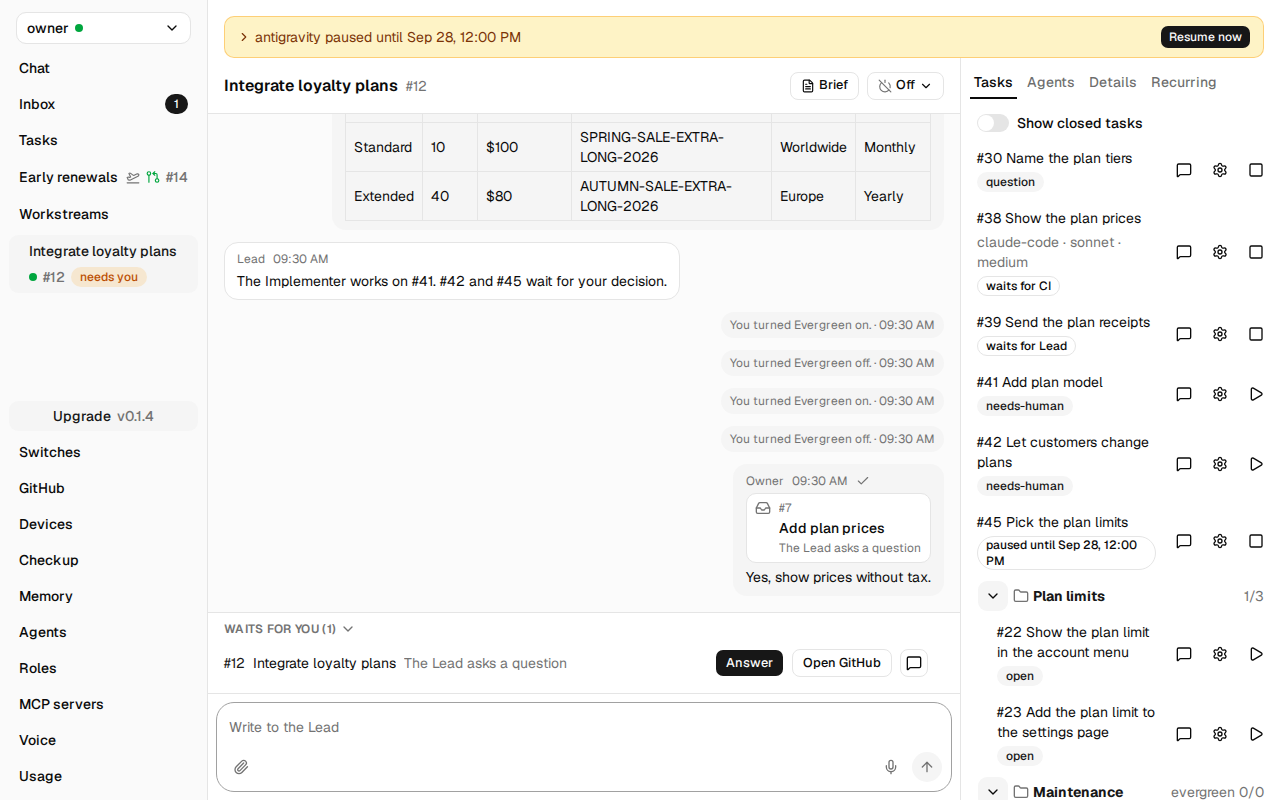 owner
Chat
Inbox 1
Tasks
Early renewals #14
Workstreams
Integrate loyalty plans
#12 needs you
Upgrade v0.1.4
Switches
GitHub
Devices
Checkup
Memory
Agents
Roles
MCP servers
Voice
Usage
antigravity paused until Sep 28, 12:00 PM
Resume now
Integrate loyalty plans #12
Brief
Off
Standard 10 $100 SPRING-SALE-EXTRA-
LONG-2026 Worldwide Monthly
Extended 40 $80 AUTUMN-SALE-EXTRA-
LONG-2026 Europe Yearly
Lead 09:30 AM
The Implementer works on #41. #42 and #45 wait for your decision.
You turned Evergreen on. · 09:30 AM
You turned Evergreen off. · 09:30 AM
You turned Evergreen on. · 09:30 AM
You turned Evergreen off. · 09:30 AM
Owner 09:30 AM
#7
Add plan prices
The Lead asks a question
Yes, show prices without tax.
WAITS FOR YOU (1)
#12 Integrate loyalty plans The Lead asks a question
Answer
Open GitHub
Write to the Lead
Tasks Agents Details Recurring
Show closed tasks
#30 Name the plan tiers
question
#38 Show the plan prices
claude-code · sonnet ·
medium
waits for CI
#39 Send the plan receipts
waits for Lead
#41 Add plan model
needs-human
#42 Let customers change
plans
needs-human
#45 Pick the plan limits
paused until Sep 28, 12:00
PM
Plan limits 1/3
#22 Show the plan limit
in the account menu
open
#23 Add the plan limit to
the settings page
open
Maintenance evergreen 0/0